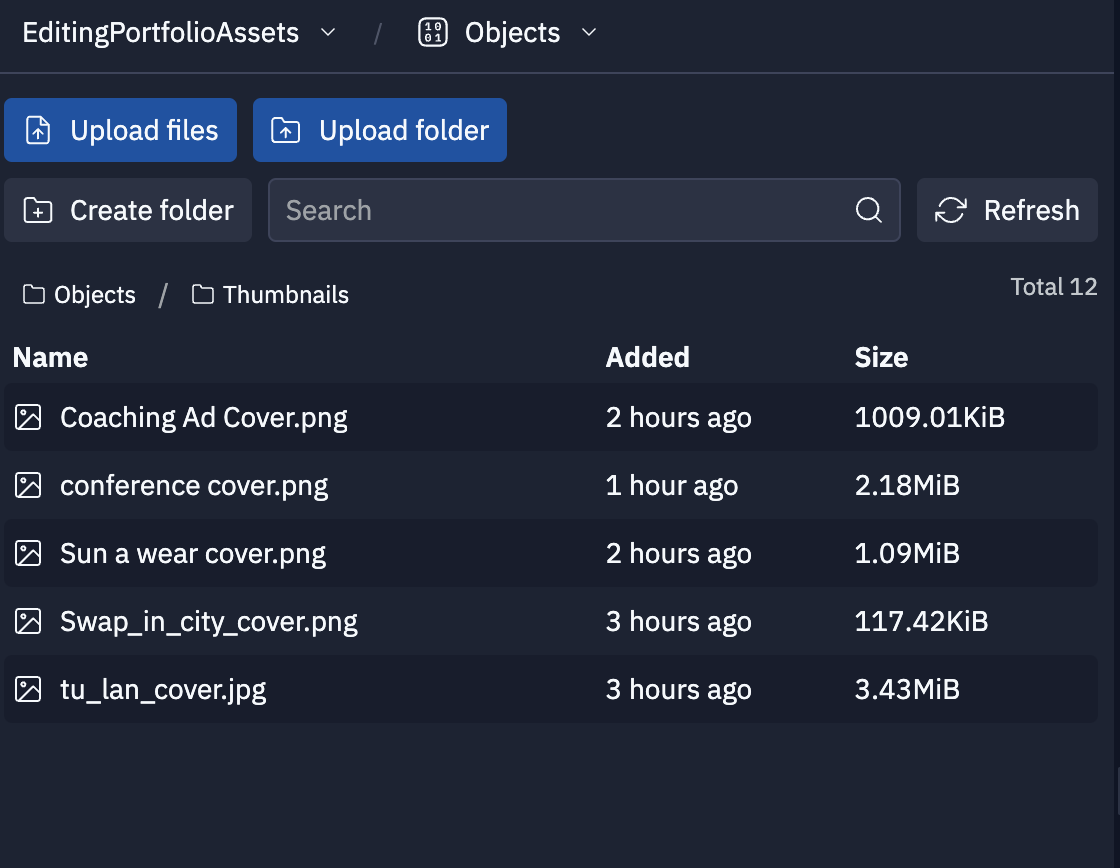 EditingPortfolioAssets / Objects
Upload files Upload folder
Create folder Search Refresh
Objects / Thumbnails Total 12
Name Added Size
Coaching Ad Cover.png 2 hours ago 1009.01KiB
conference cover.png 1 hour ago 2.18MiB
Sun a wear cover.png 2 hours ago 1.09MiB
Swap_in_city_cover.png 3 hours ago 117.42KiB
tu_lan_cover.jpg 3 hours ago 3.43MiB